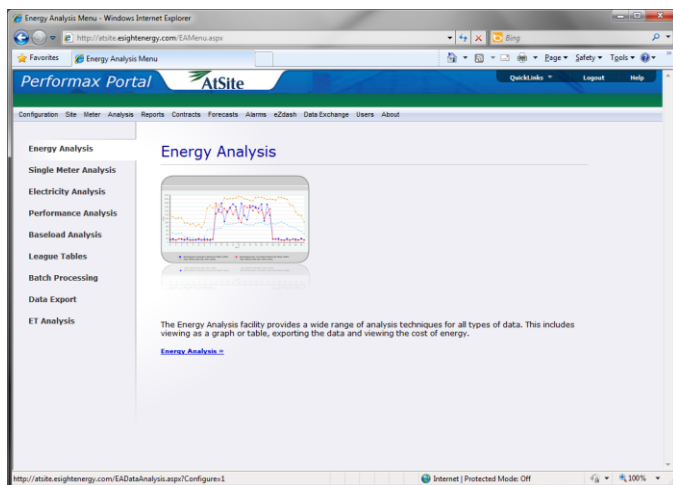 Energy Analysis Menu - Windows Internet Explorer
http://atsite.esightenergy.com/EAMenu.aspx
Bing
Favorites
Energy Analysis Menu
Page
Safety
Tools
Performax Portal
AtSite
QuickLinks
Logout
Help
Configuration Site Meter Analysis Reports Contracts Forecasts Alarms eZdash Data Exchange Users About
Energy Analysis
Single Meter Analysis
Electricity Analysis
Performance Analysis
Baseload Analysis
League Tables
Batch Processing
Data Export
ET Analysis
Energy Analysis
The Energy Analysis facility provides a wide range of analysis techniques for all types of data. This includes
viewing as a graph or table, exporting the data and viewing the cost of energy.
Energy Analysis »
http://atsite.esightenergy.com/EADataAnalysis.aspx?Configure=1
Internet | Protected Mode: Off
100%